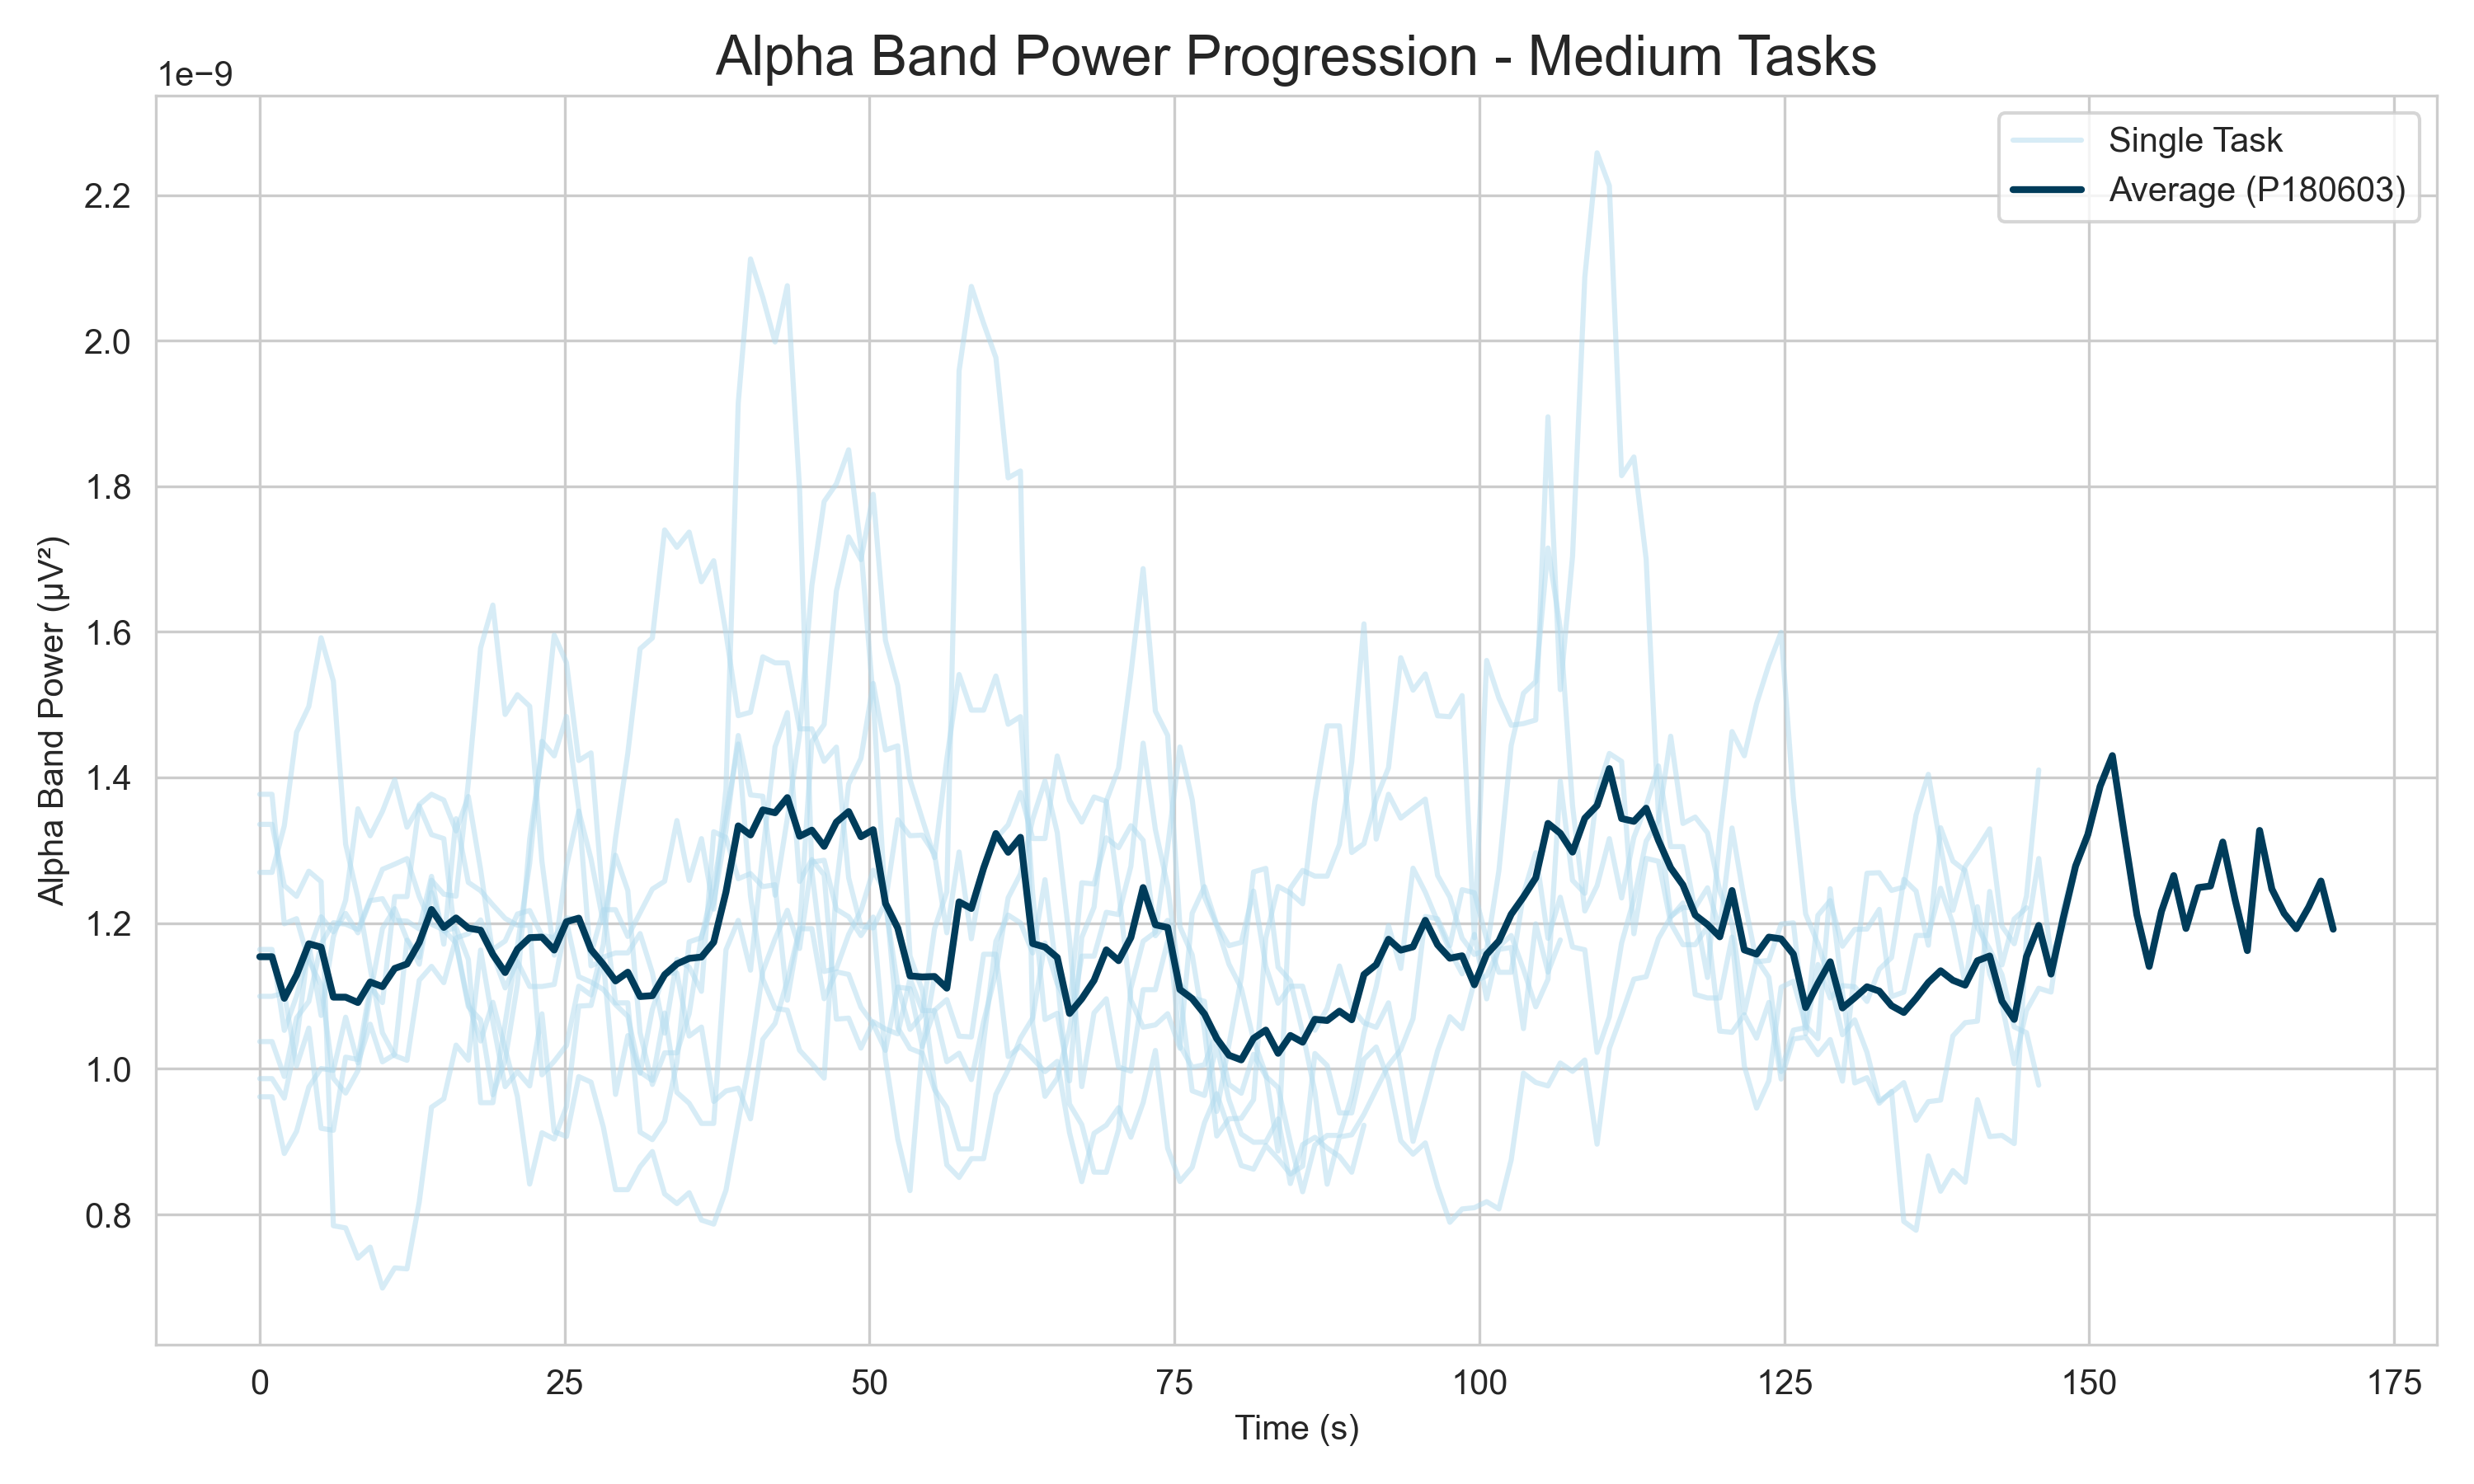 Alpha Band Power Progression - Medium Tasks
1e−9
Single Task
Average (P180603)
2.2
2.0
1.8
1.6
1.4
1.2
1.0
0.8
Alpha Band Power (µV²)
0 25 50 75 100 125 150 175
Time (s)